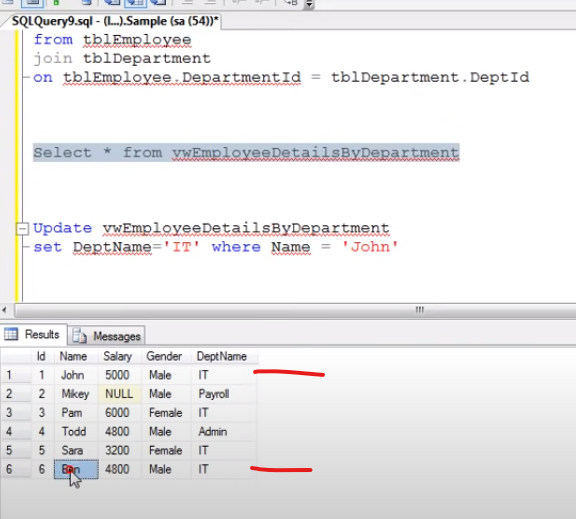 SQLQuery9.sql - (l...).Sample (sa (54))*
from tblEmployee
join tblDepartment
on tblEmployee.DepartmentId = tblDepartment.DeptId
Select * from vwEmployeeDetailsByDepartment
Update vwEmployeeDetailsByDepartment
set DeptName='IT' where Name = 'John'
Results Messages
Id Name Salary Gender DeptName
1 1 John 5000 Male IT
2 2 Mikey NULL Male Payroll
3 3 Pam 6000 Female IT
4 4 Todd 4800 Male Admin
5 5 Sara 3200 Female IT
6 6 4800 Male IT